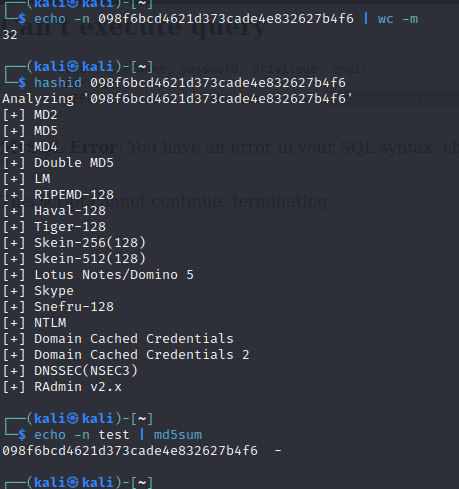 ┌──(kali㉿kali)-[~]
└─$ echo -n 098f6bcd4621d373cade4e832627b4f6 | wc -m
32
┌──(kali㉿kali)-[~]
└─$ hashid 098f6bcd4621d373cade4e832627b4f6
Analyzing '098f6bcd4621d373cade4e832627b4f6'
[+] MD2
[+] MD5
[+] MD4
[+] Double MD5
[+] LM
[+] RIPEMD-128
[+] Haval-128
[+] Tiger-128
[+] Skein-256(128)
[+] Skein-512(128)
[+] Lotus Notes/Domino 5
[+] Skype
[+] Snefru-128
[+] NTLM
[+] Domain Cached Credentials
[+] Domain Cached Credentials 2
[+] DNSSEC(NSEC3)
[+] RAdmin v2.x
┌──(kali㉿kali)-[~]
└─$ echo -n test | md5sum
098f6bcd4621d373cade4e832627b4f6  -
┌──(kali㉿kali)-[~]
Can't execute query
password, privilege, email
Error: You have an error in your SQL syntax; ch
cannot continue, terminating.